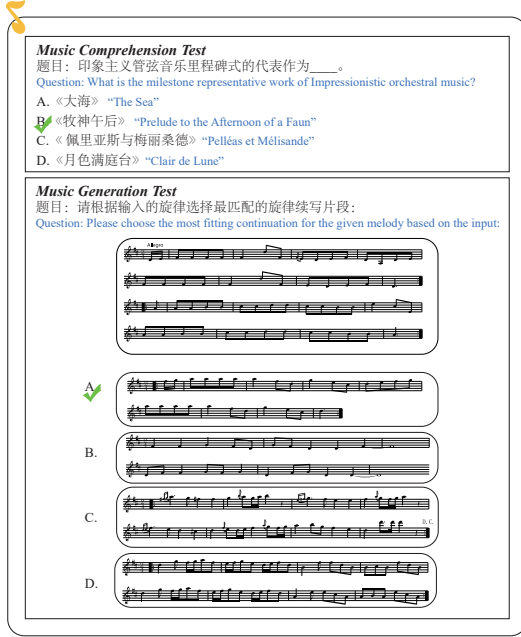 Music Comprehension Test
题目：印象主义管弦音乐里程碑式的代表作为____。
Question: What is the milestone representative work of Impressionistic orchestral music?
A.《大海》 “The Sea”
B.《牧神午后》 “Prelude to the Afternoon of a Faun”
C.《 佩里亚斯与梅丽桑德》 “Pelléas et Mélisande”
D.《月色满庭台》 “Clair de Lune”
Music Generation Test
题目：请根据输入的旋律选择最匹配的旋律续写片段：
Question: Please choose the most fitting continuation for the given melody based on the input:
Allegro
A.
B.
C.
D. C.
D.